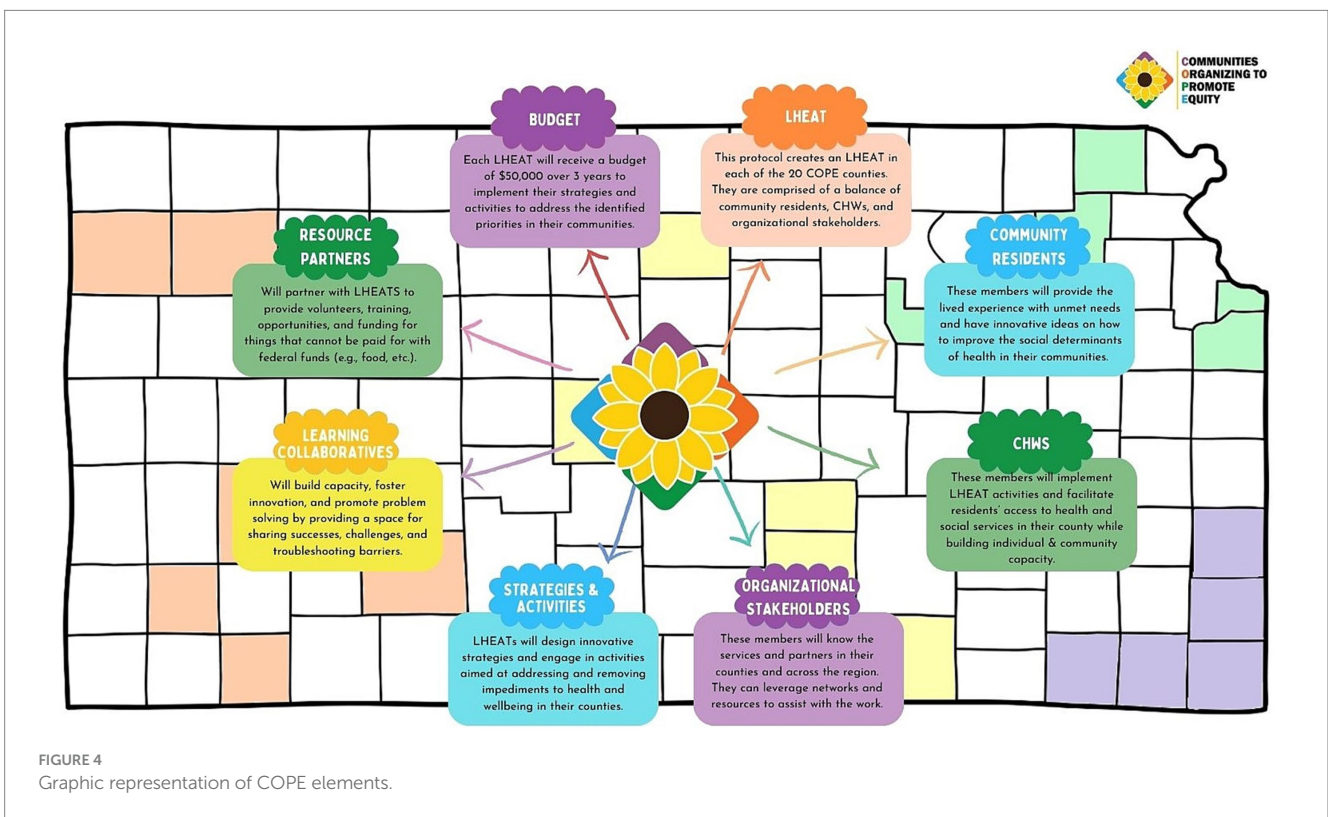 COMMUNITIES
ORGANIZING TO
PROMOTE
EQUITY
BUDGET
Each LHEAT will receive a budget
of $50,000 over 3 years to
implement their strategies and
activities to address the identified
priorities in their communities.
LHEAT
This protocol creates an LHEAT in
each of the 20 COPE counties.
They are comprised of a balance of
community residents, CHWs, and
organizational stakeholders.
RESOURCE
PARTNERS
Will partner with LHEATS to
provide volunteers, training,
opportunities, and funding for
things that cannot be paid for with
federal funds (e.g., food, etc.).
COMMUNITY
RESIDENTS
These members will provide the
lived experience with unmet needs
and have innovative ideas on how
to improve the social determinants
of health in their communities.
LEARNING
COLLABORATIVES
Will build capacity, foster
innovation, and promote problem
solving by providing a space for
sharing successes, challenges, and
troubleshooting barriers.
CHWS
These members will implement
LHEAT activities and facilitate
residents' access to health and
social services in their county while
building individual & community
capacity.
STRATEGIES &
ACTIVITIES
LHEATs will design innovative
strategies and engage in activities
aimed at addressing and removing
impediments to health and
wellbeing in their counties.
ORGANIZATIONAL
STAKEHOLDERS
These members will know the
services and partners in their
counties and across the region.
They can leverage networks and
resources to assist with the work.
FIGURE 4
Graphic representation of COPE elements.